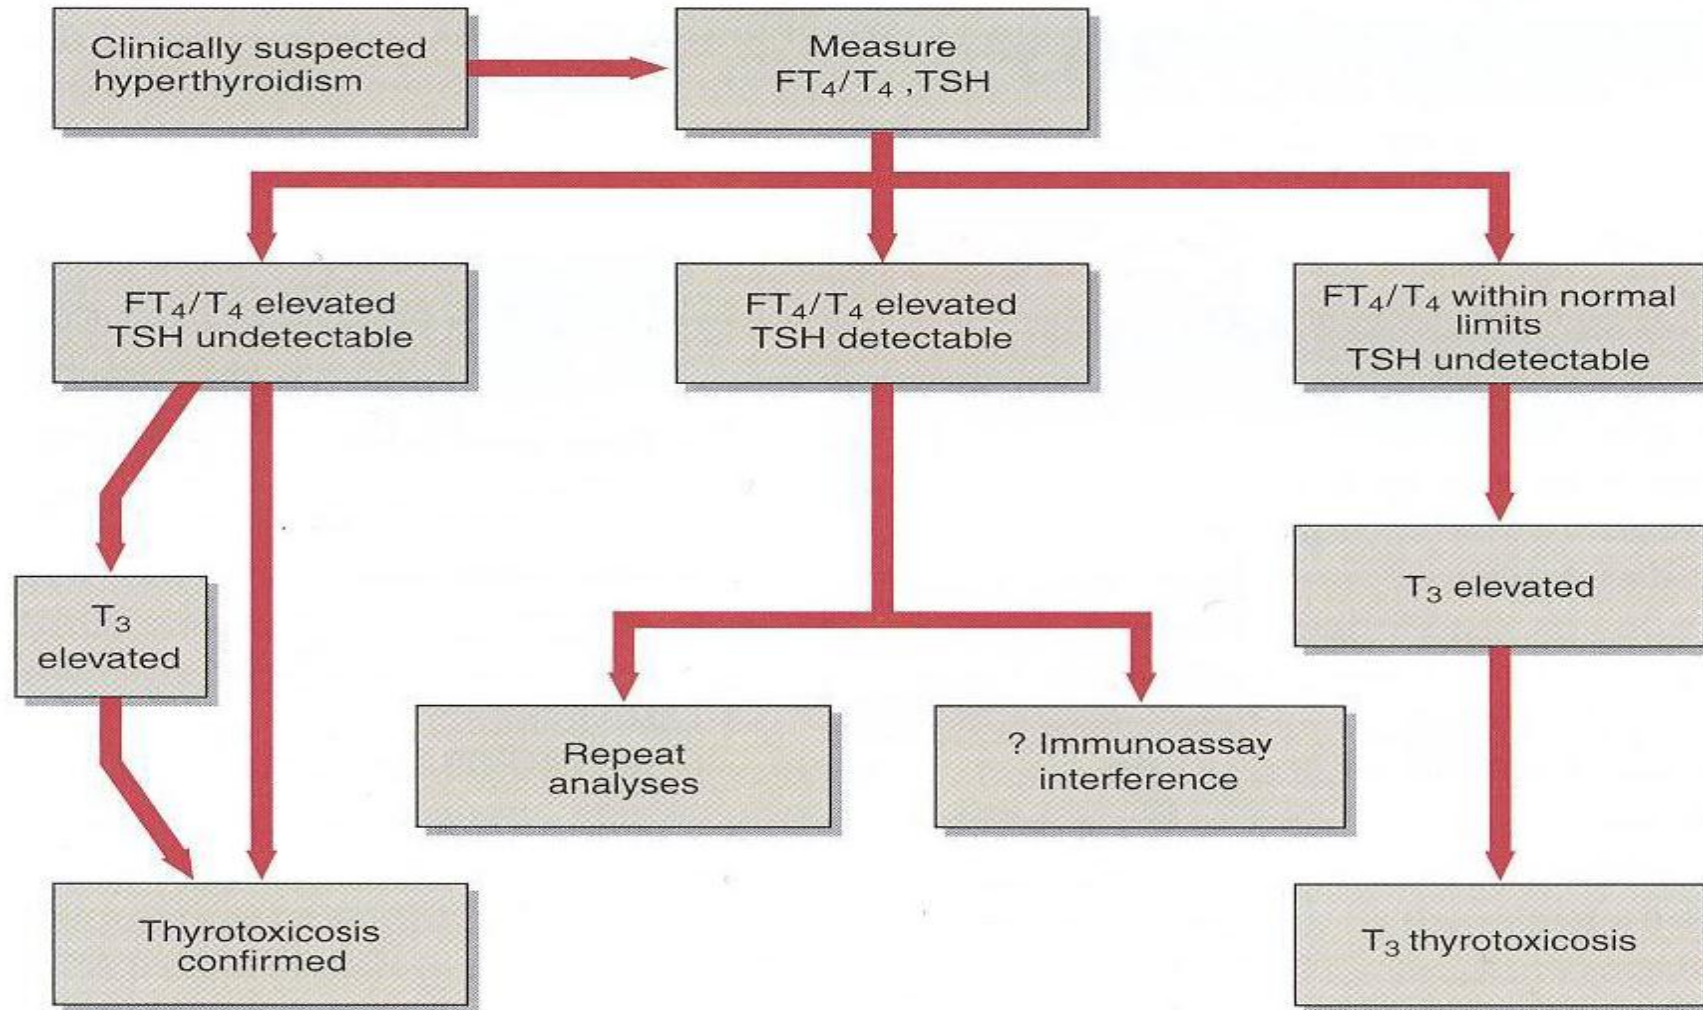 Clinically suspected
hyperthyroidism
Measure
FT₄/T₄ ,TSH
FT₄/T₄ elevated
TSH undetectable
FT₄/T₄ elevated
TSH detectable
FT₄/T₄ within normal
limits
TSH undetectable
T₃
elevated
T₃ elevated
Repeat
analyses
? Immunoassay
interference
Thyrotoxicosis
confirmed
T₃ thyrotoxicosis